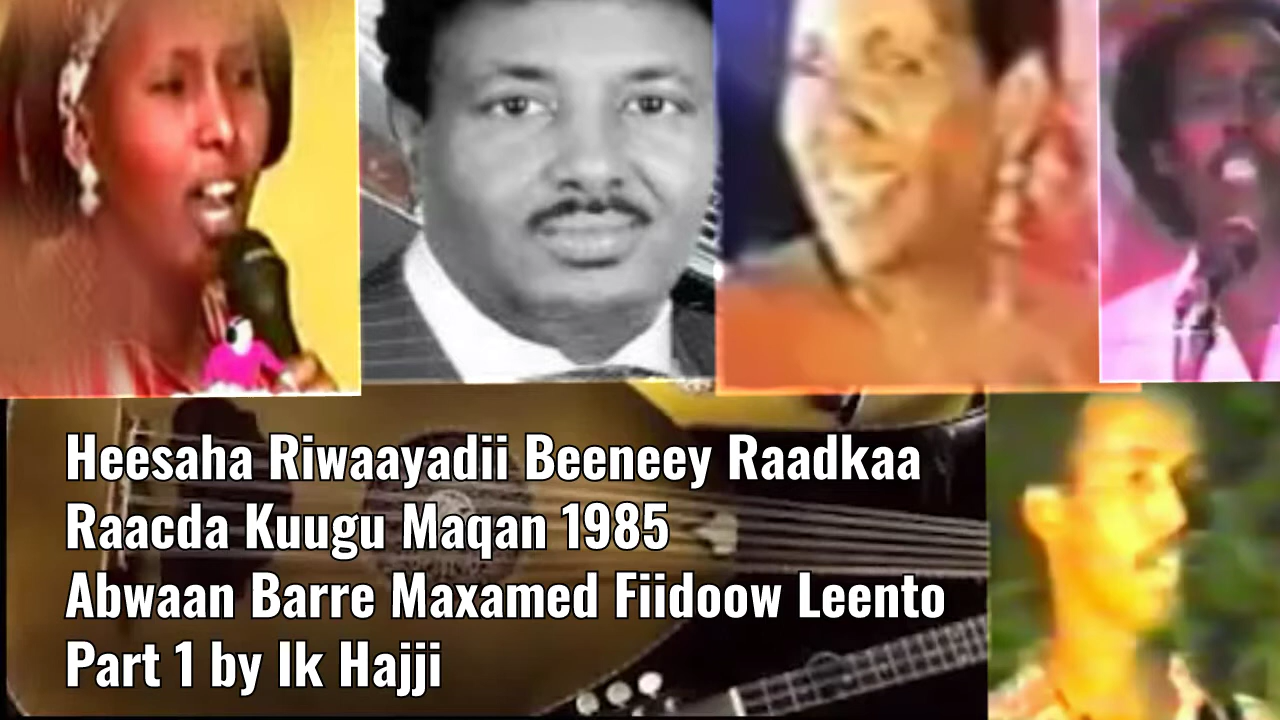 Heesaha Riwaayadii Beeneey Raadkaa
Raacda Kuugu Maqan 1985
Abwaan Barre Maxamed Fiidoow Leento
Part 1 by Ik Hajji